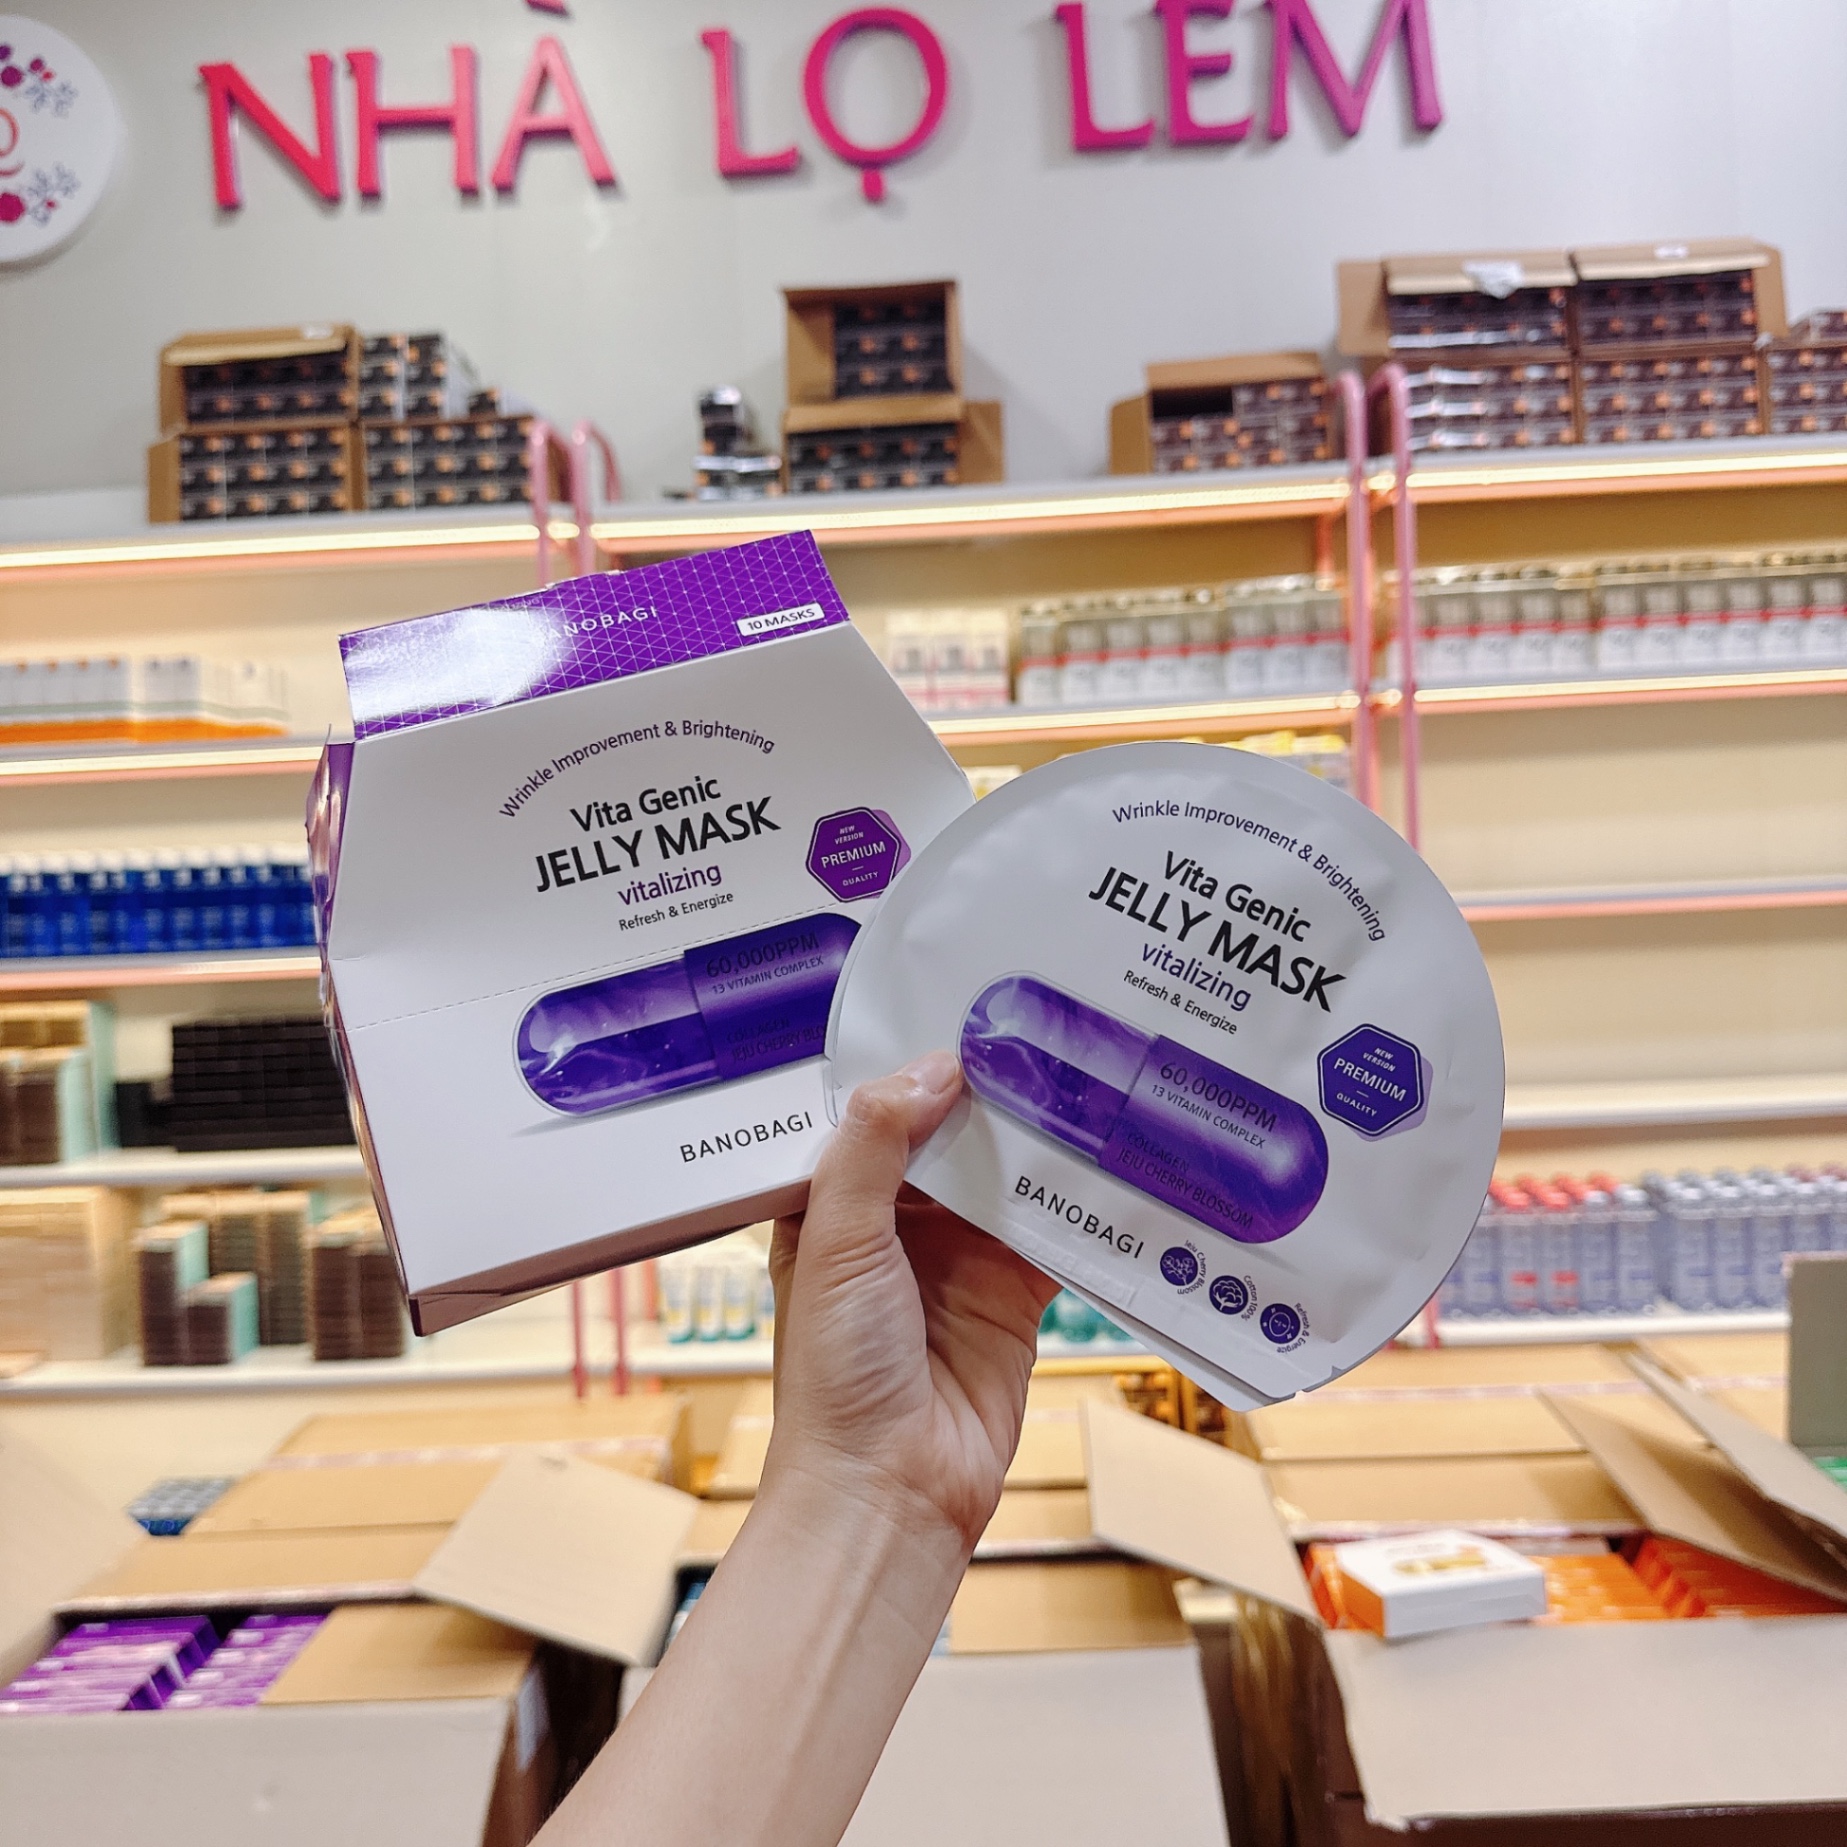 NHÀ LỌ LEM
BANOBAGI
10 MASKS
Wrinkle Improvement & Brightening
Vita Genic
JELLY MASK
vitalizing
Refresh & Energize
NEW
VERSION
PREMIUM
QUALITY
60,000PPM
13 VITAMIN COMPLEX
COLLAGEN
JEJU CHERRY BLO
BANOBAGI
Wrinkle Improvement & Brightening
Vita Genic
JELLY MASK
vitalizing
Refresh & Energize
NEW
VERSION
PREMIUM
QUALITY
60,000PPM
13 VITAMIN COMPLEX
COLLAGEN
JEJU CHERRY BLOSSOM
BANOBAGI
Jeju Cherry Blossom
Cotton 100%
Refresh & Energize